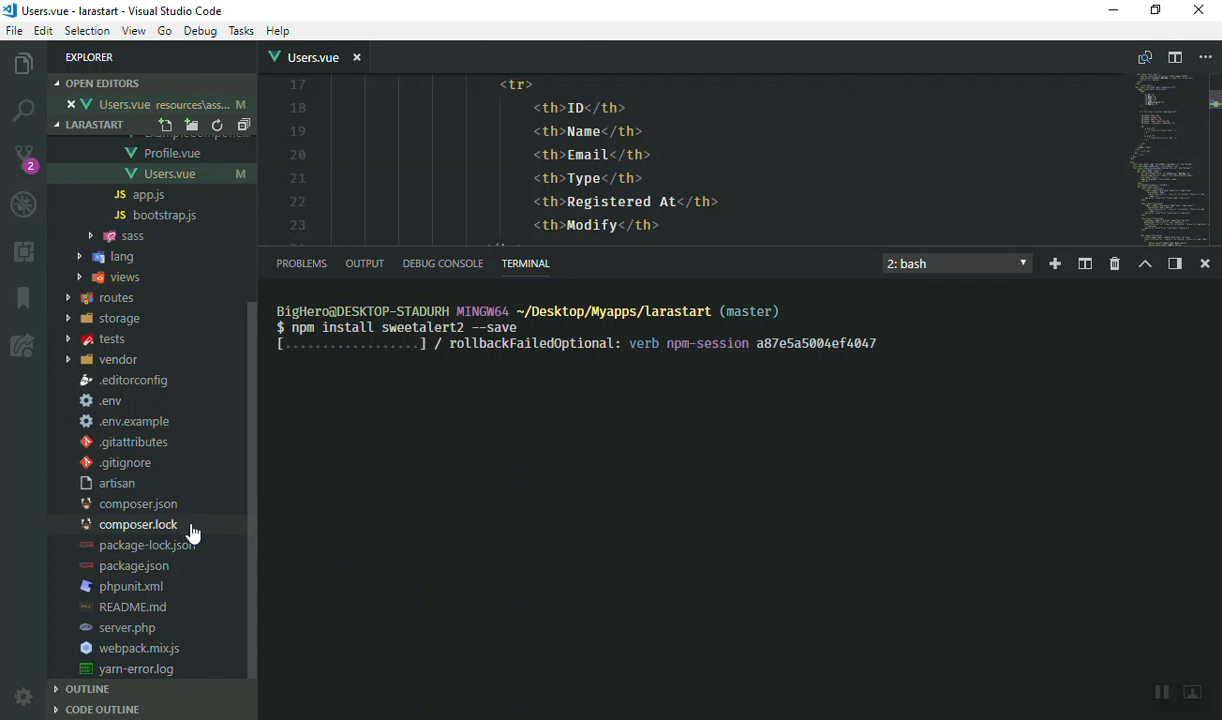 Users.vue - larastart - Visual Studio Code
File Edit Selection View Go Debug Tasks Help
EXPLORER
OPEN EDITORS
Users.vue resources\ass... M
LARASTART
Profile.vue
Users.vue M
JS app.js
JS bootstrap.js
sass
lang
views
routes
storage
tests
vendor
.editorconfig
.env
.env.example
.gitattributes
.gitignore
artisan
composer.json
composer.lock
package-lock.json
package.json
phpunit.xml
README.md
server.php
webpack.mix.js
yarn-error.log
OUTLINE
CODE OUTLINE
2
Users.vue
17 <tr>
18 <th>ID</th>
19 <th>Name</th>
20 <th>Email</th>
21 <th>Type</th>
22 <th>Registered At</th>
23 <th>Modify</th>
PROBLEMS OUTPUT DEBUG CONSOLE TERMINAL
2: bash
BigHero@DESKTOP-STADURH MINGW64 ~/Desktop/Myapps/larastart (master)
$ npm install sweetalert2 --save
[..................] / rollbackFailedOptional: verb npm-session a87e5a5004ef4047